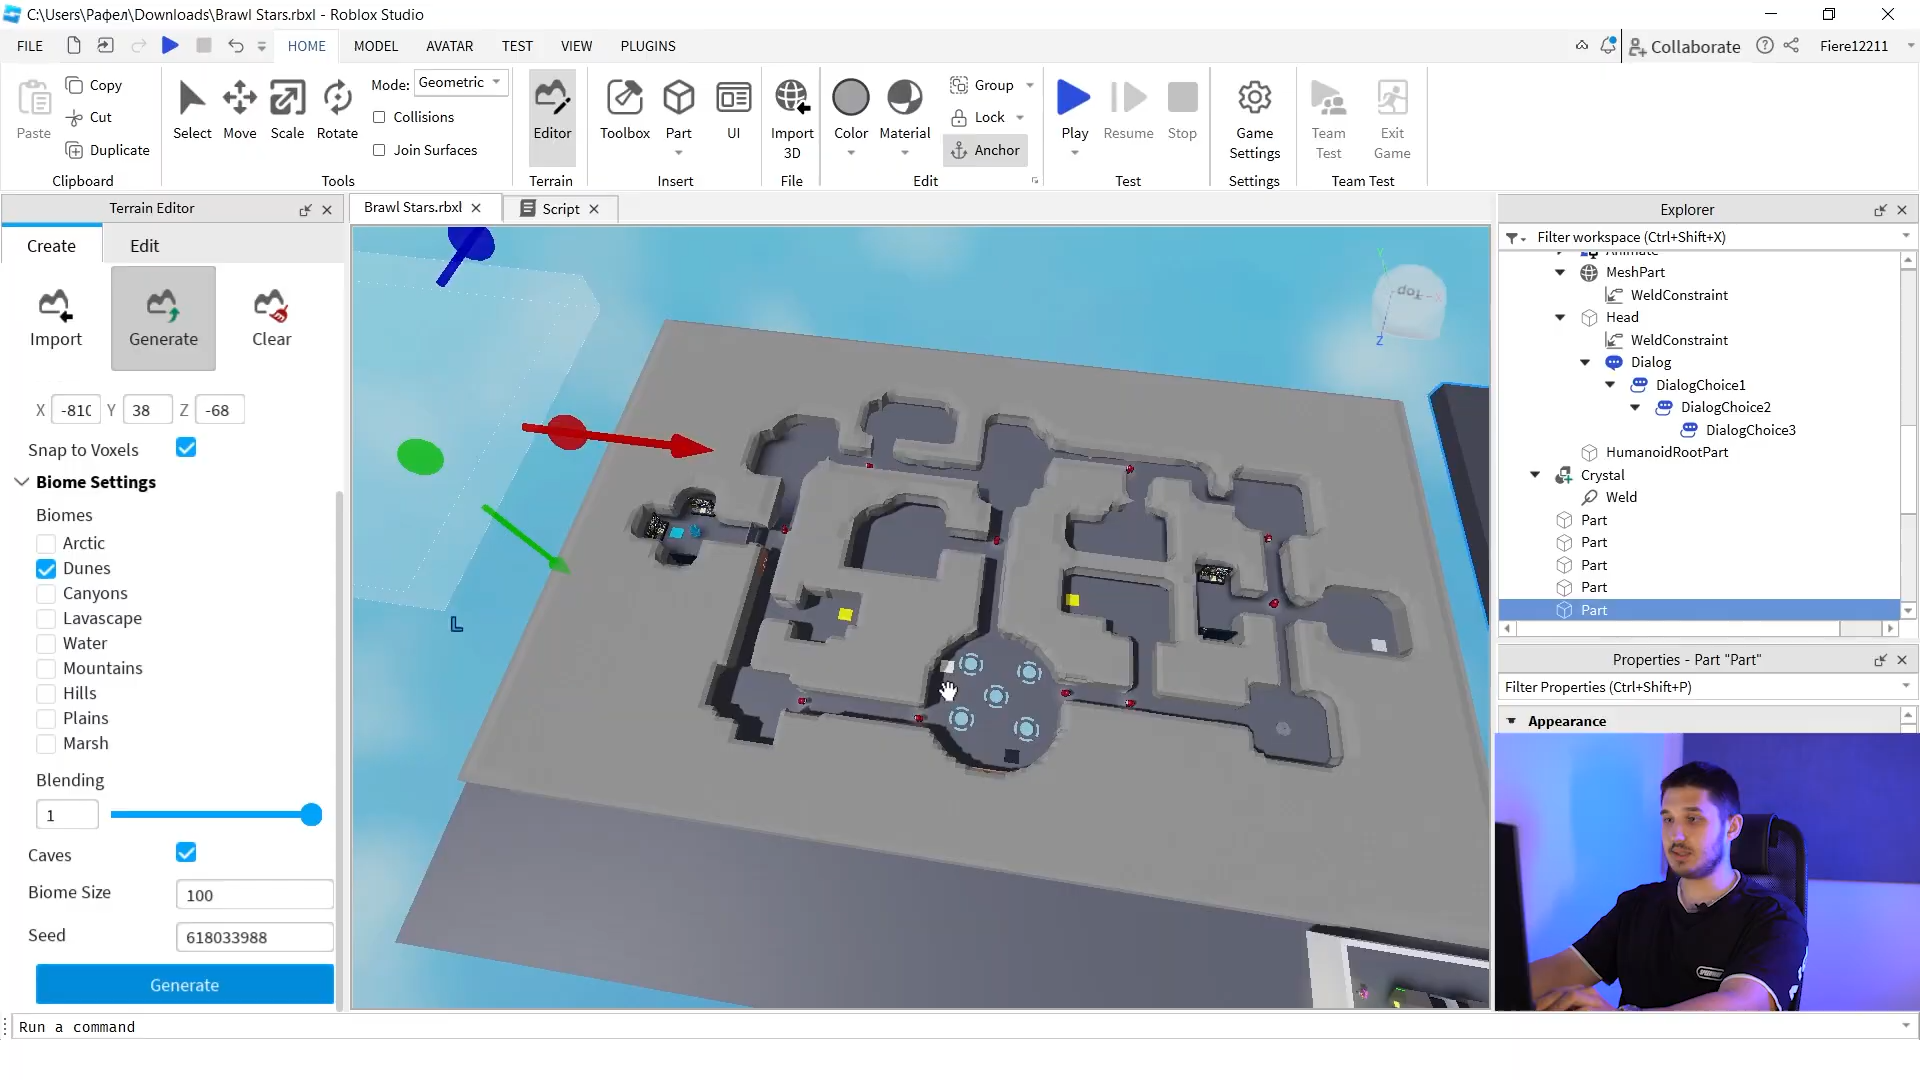 C:\Users\Рафел\Downloads\Brawl Stars.rbxl - Roblox Studio
FILE HOME MODEL AVATAR TEST VIEW PLUGINS Collaborate Fiere12211
Paste Copy Cut Duplicate Clipboard
Select Move Scale Rotate Mode: Geometric Collisions Join Surfaces Tools
Editor Terrain
Toolbox Part UI Insert
Import 3D File
Color Material Group Lock Anchor Edit
Play Resume Stop Test
Game Settings Settings
Team Test Exit Game Team Test
Terrain Editor
Create Edit
Import Generate Clear
X -810 Y 38 Z -68
Snap to Voxels
Biome Settings
Biomes
Arctic
Dunes
Canyons
Lavascape
Water
Mountains
Hills
Plains
Marsh
Blending
1
Caves
Biome Size 100
Seed 618033988
Generate
Run a command
Brawl Stars.rbxl Script
Y
Top
X
Z
Explorer
Filter workspace (Ctrl+Shift+X)
Animate
MeshPart
WeldConstraint
Head
WeldConstraint
Dialog
DialogChoice1
DialogChoice2
DialogChoice3
HumanoidRootPart
Crystal
Weld
Part
Part
Part
Part
Part
Properties - Part "Part"
Filter Properties (Ctrl+Shift+P)
Appearance